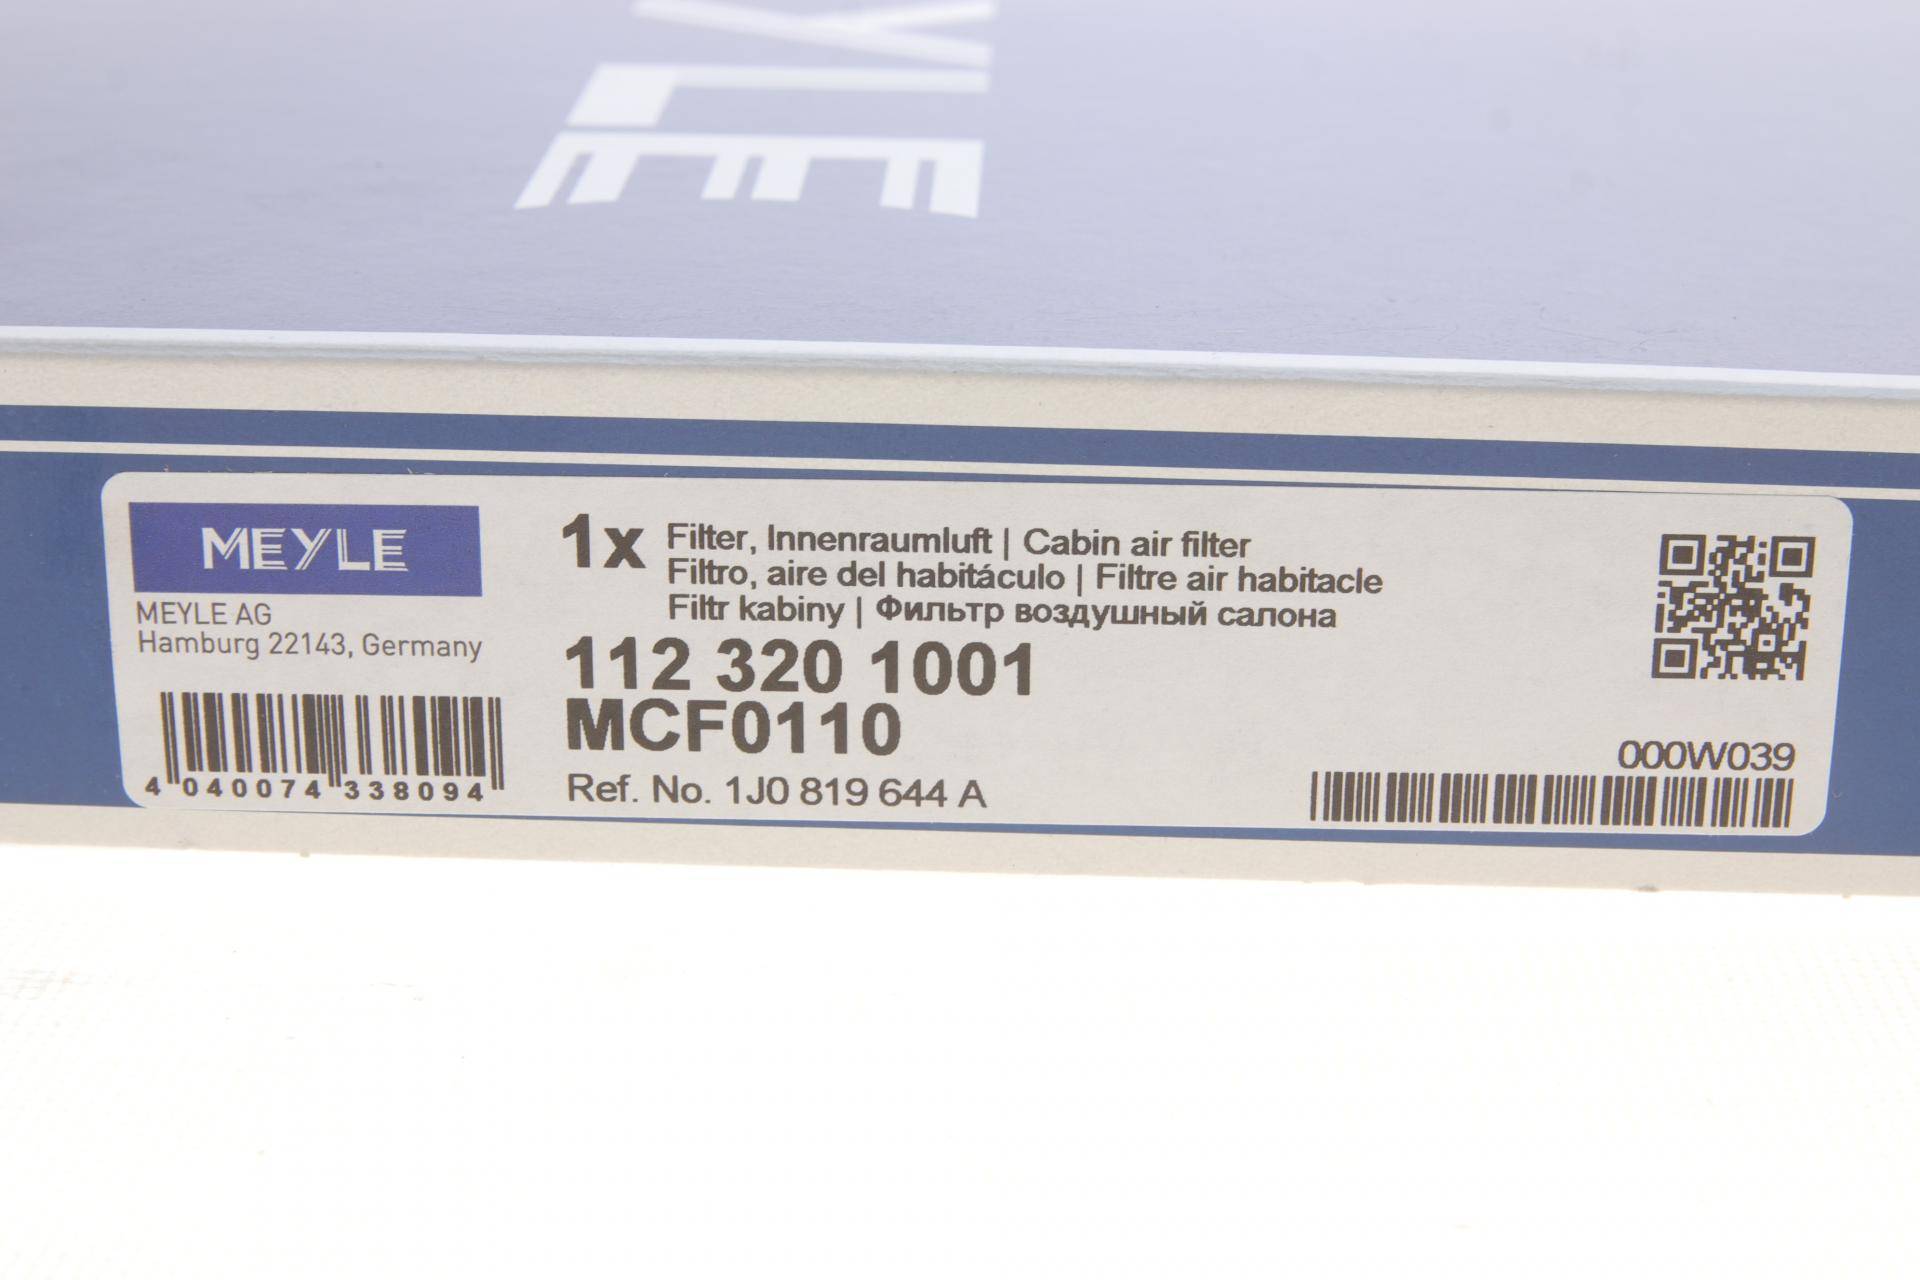 YLE
MEYLE
MEYLE AG
Hamburg 22143, Germany
4 040074 338094
1x Filter, Innenraumluft | Cabin air filter
Filtro, aire del habitáculo | Filtre air habitacle
Filtr kabiny | Фильтр воздушный салона
112 320 1001
MCF0110
Ref. No. 1J0 819 644 A
000W039